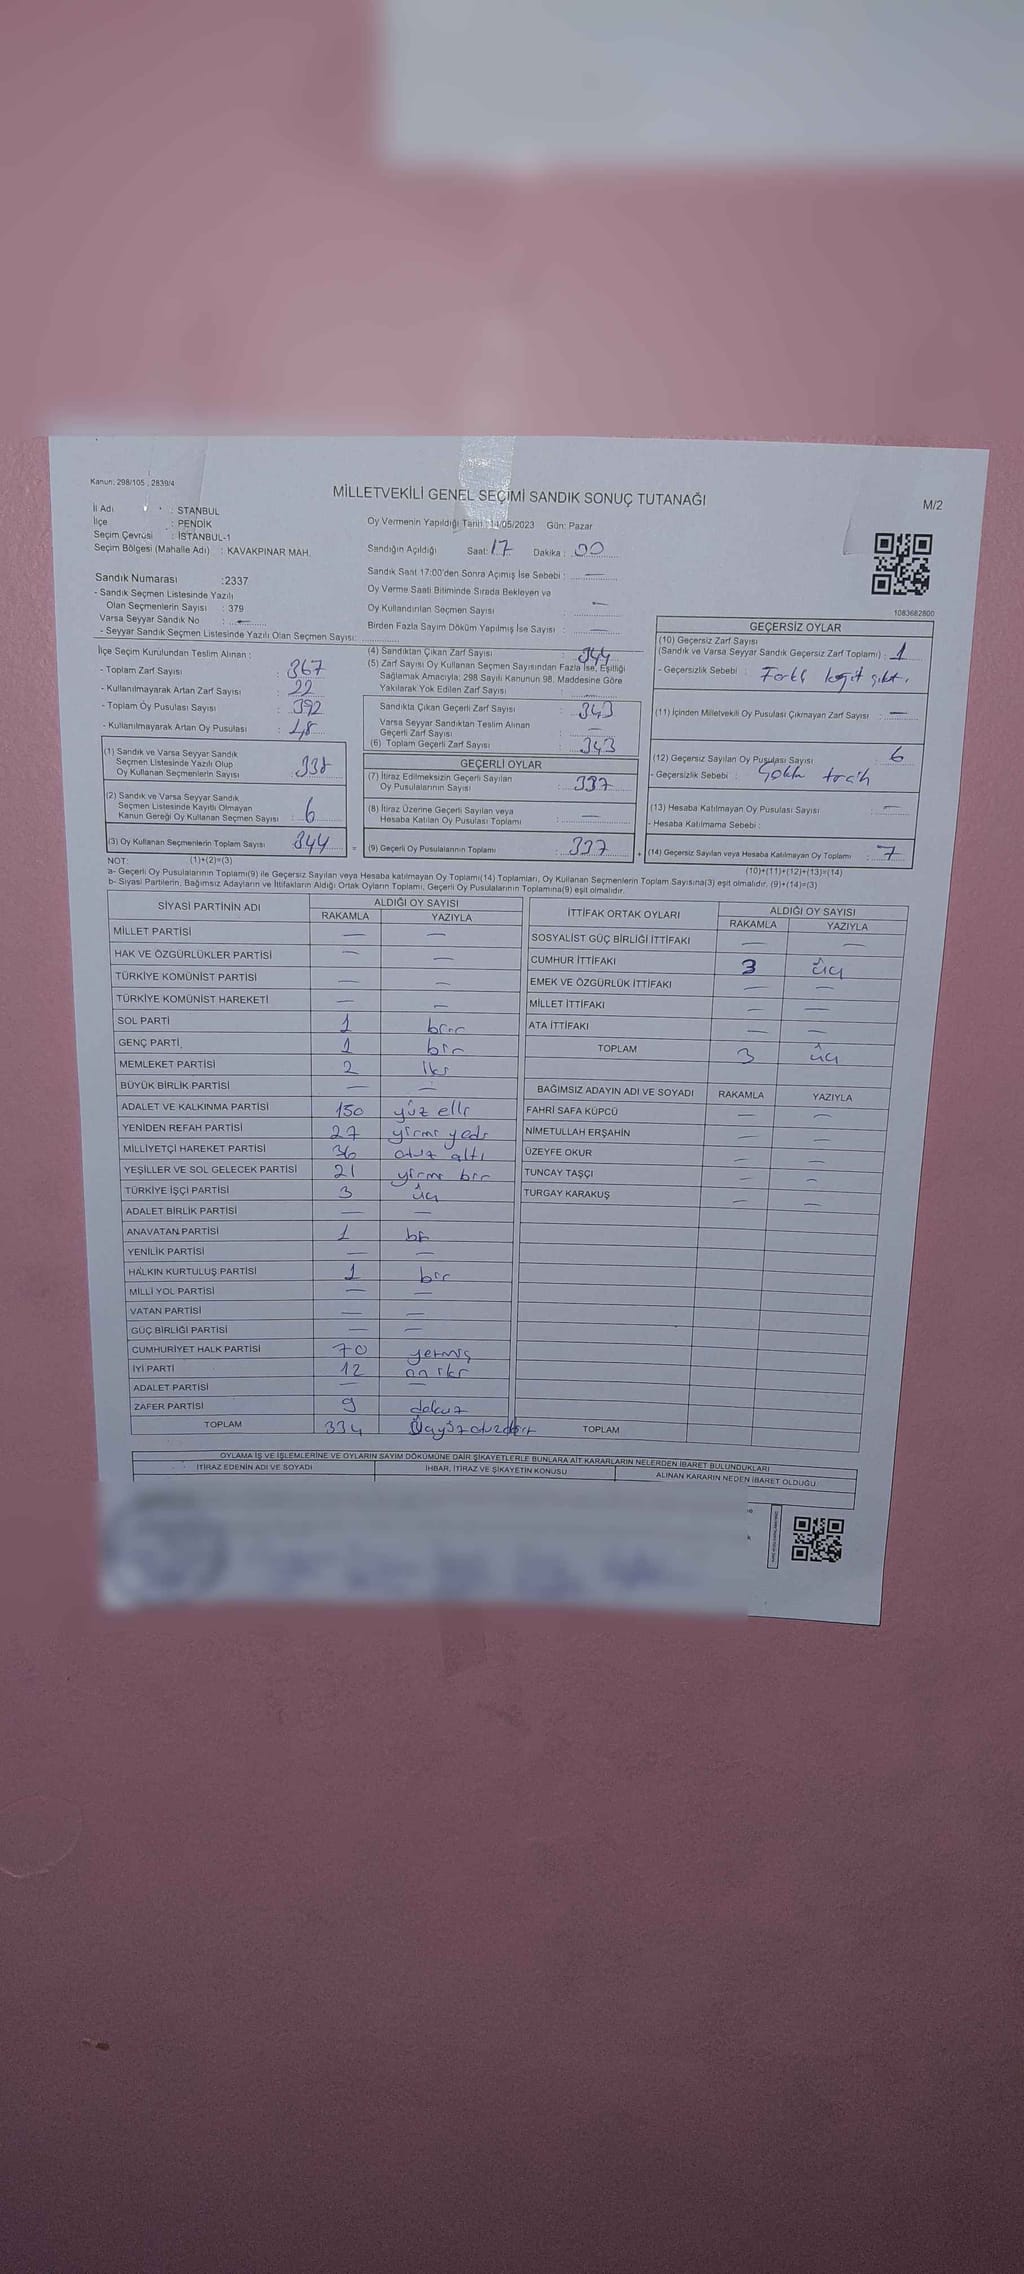 Kanun: 298/105 , 2839/4
MİLLETVEKİLİ GENEL SEÇİMİ SANDIK SONUÇ TUTANAĞI
M/2
İl Adı : STANBUL
İlçe : PENDİK
Seçim Çevrüsi : İSTANBUL-1
Seçim Bölgesi (Mahalle Adı) : KAVAKPINAR MAH.
Oy Vermenin Yapıldığı Tarih : 14/05/2023 Gün: Pazar
Sandığın Açıldığı Saat: 17 Dakika : 00
Sandık Saat 17:00'den Sonra Açımış İse Sebebi : —
Oy Verme Saati Bitiminde Sırada Bekleyen ve
Oy Kullandırılan Seçmen Sayısı —
Birden Fazla Sayım Döküm Yapılmış İse Sayısı : —
Sandık Numarası :2337
- Sandık Seçmen Listesinde Yazılı
Olan Seçmenlerin Sayısı : 379
Varsa Seyyar Sandık No : —
- Seyyar Sandık Seçmen Listesinde Yazılı Olan Seçmen Sayısı:
1083682800
İlçe Seçim Kurulundan Teslim Alınan :
- Toplam Zarf Sayısı : 367
- Kullanılmayarak Artan Zarf Sayısı : 22
- Toplam Oy Pusulası Sayısı : 392
- Kullanılmayarak Artan Oy Pusulası : 48
(1) Sandık ve Varsa Seyyar Sandık
Seçmen Listesinde Yazılı Olup
Oy Kullanan Seçmenlerin Sayısı : 338
(2) Sandık ve Varsa Seyyar Sandık
Seçmen Listesinde Kayıtlı Olmayan
Kanun Gereği Oy Kullanan Seçmen Sayısı : 6
(3) Oy Kullanan Seçmenlerin Toplam Sayısı : 344
(4) Sandıktan Çıkan Zarf Sayısı : 344
(5) Zarf Sayısı Oy Kullanan Seçmen Sayısından Fazla İse, Eşitliği
Sağlamak Amacıyla; 298 Sayılı Kanunun 98. Maddesine Göre
Yakılarak Yok Edilen Zarf Sayısı : —
Sandıkta Çıkan Geçerli Zarf Sayısı : 343
Varsa Seyyar Sandıktan Teslim Alınan
Geçerli Zarf Sayısı : —
(6) Toplam Geçerli Zarf Sayısı : 343
GEÇERLİ OYLAR
(7) İtiraz Edilmeksizin Geçerli Sayılan
Oy Pusulalarının Sayısı : 337
(8) İtiraz Üzerine Geçerli Sayılan veya
Hesaba Katılan Oy Pusulası Toplamı : —
= (9) Geçerli Oy Pusulalarının Toplamı : 337
GEÇERSİZ OYLAR
(10) Geçersiz Zarf Sayısı
(Sandık ve Varsa Seyyar Sandık Geçersiz Zarf Toplamı) : 1
- Geçersizlik Sebebi : Farklı kağıt çıktı.
(11) İçinden Milletvekili Oy Pusulası Çıkmayan Zarf Sayısı : —
(12) Geçersiz Sayılan Oy Pusulası Sayısı : 6
- Geçersizlik Sebebi : Çoklu tercih
(13) Hesaba Katılmayan Oy Pusulası Sayısı : —
- Hesaba Katılmama Sebebi :
+ (14) Geçersiz Sayılan veya Hesaba Katılmayan Oy Toplamı : 7
NOT: (1)+(2)=(3) (10)+(11)+(12)+(13)=(14)
a- Geçerli Oy Pusulalarının Toplamı(9) ile Geçersiz Sayılan veya Hesaba katılmayan Oy Toplamı(14) Toplamları, Oy Kullanan Seçmenlerin Toplam Sayısına(3) eşit olmalıdır. (9)+(14)=(3)
b- Siyasi Partilerin, Bağımsız Adayların ve İttifakların Aldığı Ortak Oyların Toplamı, Geçerli Oy Pusulalarının Toplamına(9) eşit olmalıdır.
SİYASİ PARTİNİN ADI ALDIĞI OY SAYISI
RAKAMLA YAZIYLA
MİLLET PARTİSİ — —
HAK VE ÖZGÜRLÜKLER PARTİSİ — —
TÜRKİYE KOMÜNİST PARTİSİ — —
TÜRKİYE KOMÜNİST HAREKETİ — —
SOL PARTİ 1 bir
GENÇ PARTİ 1 bir
MEMLEKET PARTİSİ 2 iki
BÜYÜK BİRLİK PARTİSİ — —
ADALET VE KALKINMA PARTİSİ 150 yüz elli
YENİDEN REFAH PARTİSİ 27 yirmi yedi
MİLLİYETÇİ HAREKET PARTİSİ 36 otuz altı
YEŞİLLER VE SOL GELECEK PARTİSİ 21 yirmi bir
TÜRKİYE İŞÇİ PARTİSİ 3 üç
ADALET BİRLİK PARTİSİ — —
ANAVATAN PARTİSİ 1 bir
YENİLİK PARTİSİ — —
HALKIN KURTULUŞ PARTİSİ 1 bir
MİLLİ YOL PARTİSİ — —
VATAN PARTİSİ — —
GÜÇ BİRLİĞİ PARTİSİ — —
CUMHURİYET HALK PARTİSİ 70 yetmiş
İYİ PARTİ 12 on iki
ADALET PARTİSİ — —
ZAFER PARTİSİ 9 dokuz
TOPLAM 334 Üçyüzotuzdört
İTTİFAK ORTAK OYLARI ALDIĞI OY SAYISI
RAKAMLA YAZIYLA
SOSYALİST GÜÇ BİRLİĞİ İTTİFAKI — —
CUMHUR İTTİFAKI 3 üç
EMEK VE ÖZGÜRLÜK İTTİFAKI — —
MİLLET İTTİFAKI — —
ATA İTTİFAKI — —
TOPLAM 3 üç
BAĞIMSIZ ADAYIN ADI VE SOYADI RAKAMLA YAZIYLA
FAHRİ SAFA KÜPCÜ — —
NİMETULLAH ERŞAHİN — —
ÜZEYFE OKUR — —
TUNCAY TAŞÇI — —
TURGAY KARAKUŞ — —
TOPLAM
OYLAMA İŞ VE İŞLEMLERİNE VE OYLARIN SAYIM DÖKÜMÜNE DAİR ŞİKAYETLERLE BUNLARA AİT KARARLARIN NELERDEN İBARET BULUNDUKLARI
İTİRAZ EDENİN ADI VE SOYADI İHBAR, İTİRAZ VE ŞİKAYETİN KONUSU ALINAN KARARIN NEDEN İBARET OLDUĞU